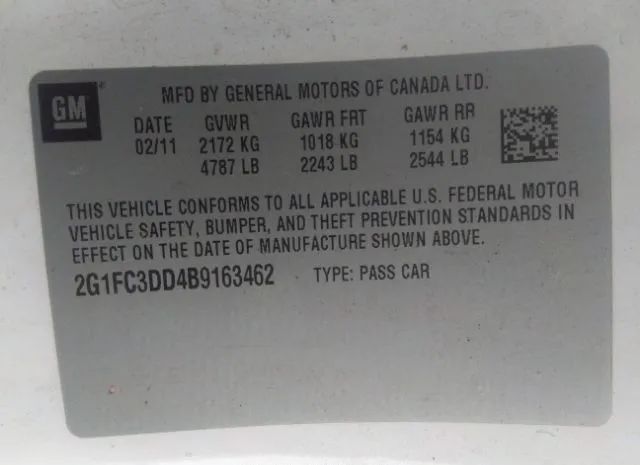 GM
MFD BY GENERAL MOTORS OF CANADA LTD.
DATE GVWR GAWR FRT GAWR RR
02/11 2172 KG 1018 KG 1154 KG
4787 LB 2243 LB 2544 LB
THIS VEHICLE CONFORMS TO ALL APPLICABLE U.S. FEDERAL MOTOR
VEHICLE SAFETY, BUMPER, AND THEFT PREVENTION STANDARDS IN
EFFECT ON THE DATE OF MANUFACTURE SHOWN ABOVE.
2G1FC3DD4B9163462 TYPE: PASS CAR